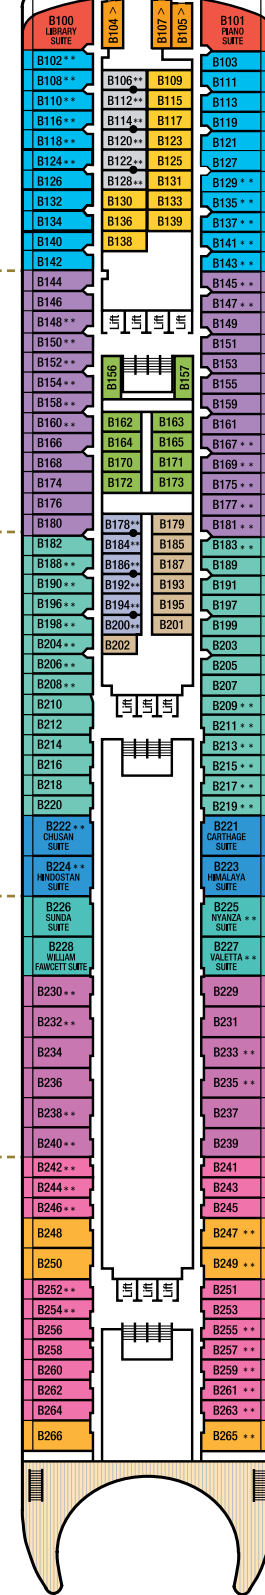 B100
LIBRARY
SUITE
B104 >
B107 >
B105 >
B101
PIANO
SUITE
B102**
B108**
B110**
B116**
B118**
B124**
B126
B132
B134
B140
B142
B106**
B112**
B114**
B120**
B122**
B128**
B130
B136
B138
B109
B115
B117
B123
B125
B131
B133
B139
B103
B111
B113
B119
B121
B127
B129**
B135**
B137**
B141**
B143**
B144
B146
B148**
B150**
B152**
B154**
B158**
B160**
B166
B168
B174
B176
B180
Lift
Lift
Lift
Lift
B156
B157
B162
B164
B170
B172
B163
B165
B171
B173
B145**
B147**
B149
B151
B153
B155
B159
B161
B167**
B169**
B175**
B177**
B181**
B182
B188**
B190**
B196**
B198**
B204**
B206**
B208**
B210
B212
B214
B216
B218
B220
B178**
B184**
B186**
B192**
B194**
B200**
B202
B179
B185
B187
B193
B195
B201
Lift
Lift
Lift
B183**
B189
B191
B197
B199
B203
B205
B207
B209**
B211**
B213**
B215**
B217**
B219**
B222**
CHUSAN
SUITE
B224**
HINDOSTAN
SUITE
B226
SUNDA
SUITE
B228
WILLIAM
FAWCETT SUITE
B221
CARTHAGE
SUITE
B223
HIMALAYA
SUITE
B225
NYANZA **
SUITE
B227
VALETTA **
SUITE
B230**
B232**
B234
B236
B238**
B240**
B229
B231
B233 **
B235 **
B237
B239
B242**
B244**
B246**
B248
B250
B252**
B254**
B256
B258
B260
B262
B264
B266
Lift
Lift
Lift
B241
B243
B245
B247 **
B249 **
B251
B253
B255 **
B257 **
B259 **
B261 **
B263 **
B265 **